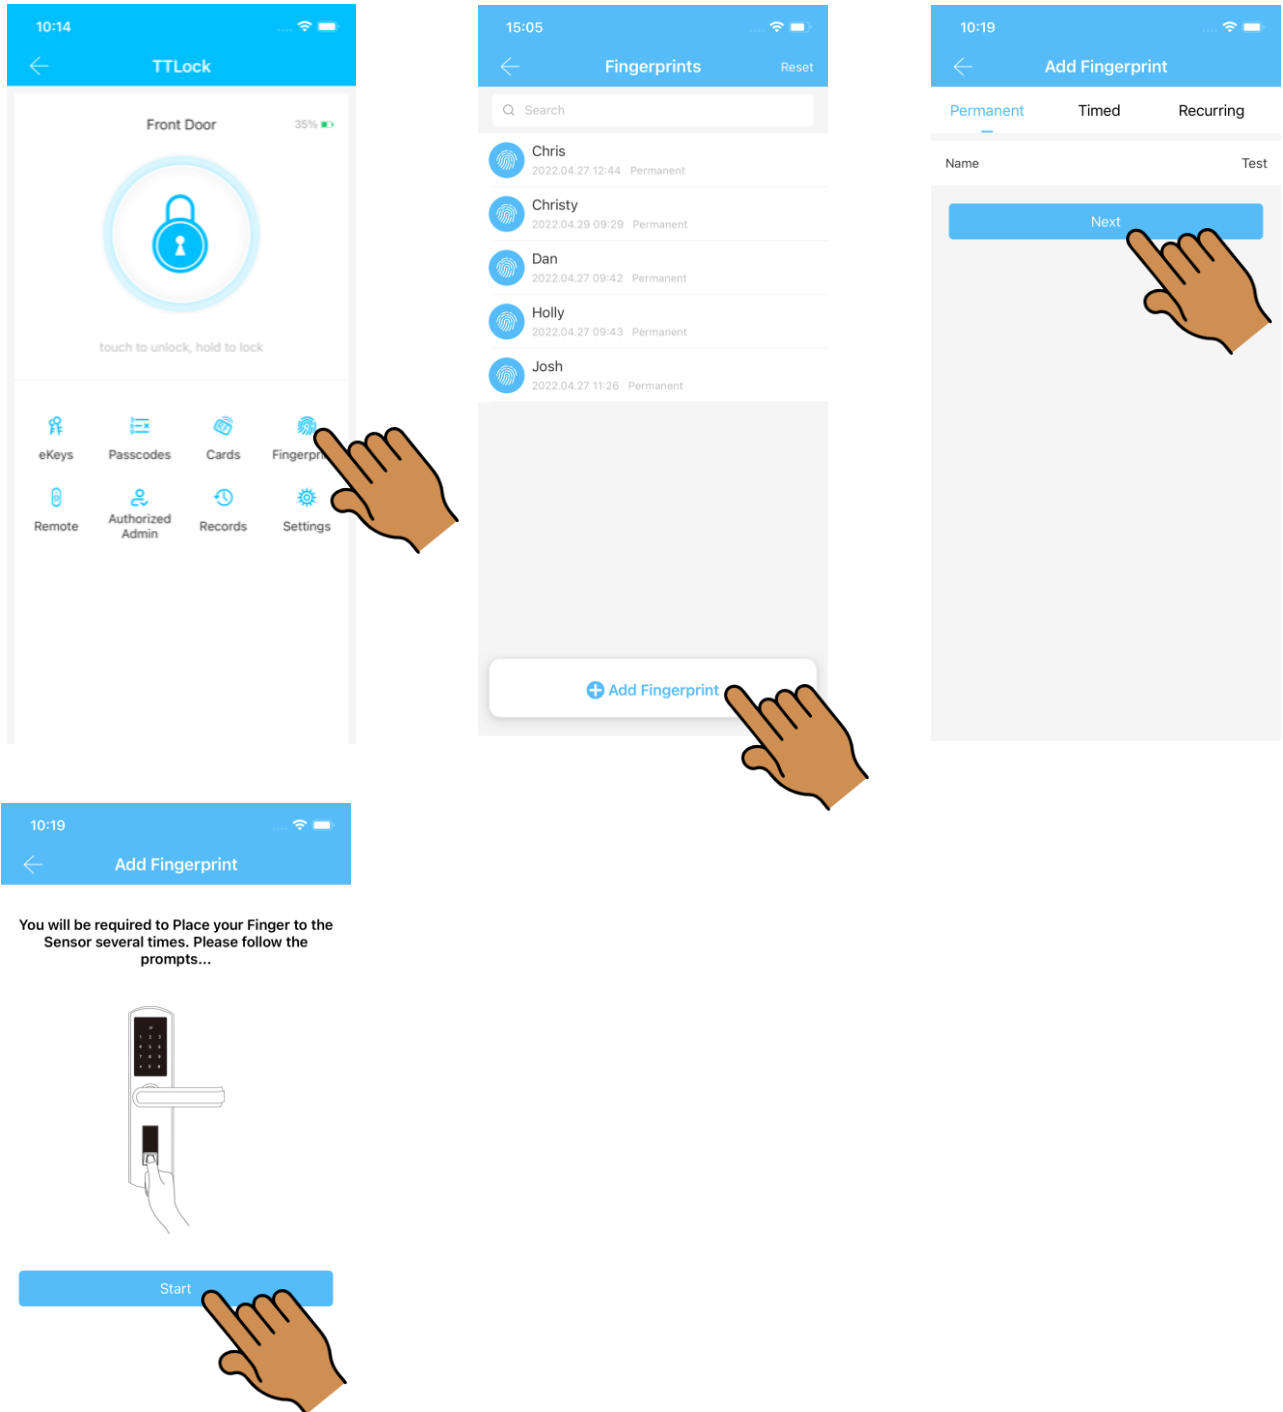 10:14
TTLock
Front Door
35%
touch to unlock, hold to lock
eKeys
Passcodes
Cards
Remote
Authorized
Admin
Records
Settings
15:05
Fingerprints
Reset
Search
Chris
2022.04.27 12:44 Permanent
Christy
2022.04.29 09:29 Permanent
Dan
2022.04.27 09:42 Permanent
Holly
2022.04.27 09:43 Permanent
Josh
2022.04.27 11:26 Permanent
Add Fingerprint
10:19
Add Fingerprint
Permanent
Timed
Recurring
Name
Test
Next
10:19
Add Fingerprint
You will be required to Place your Finger to the
Sensor several times. Please follow the
prompts...
Start